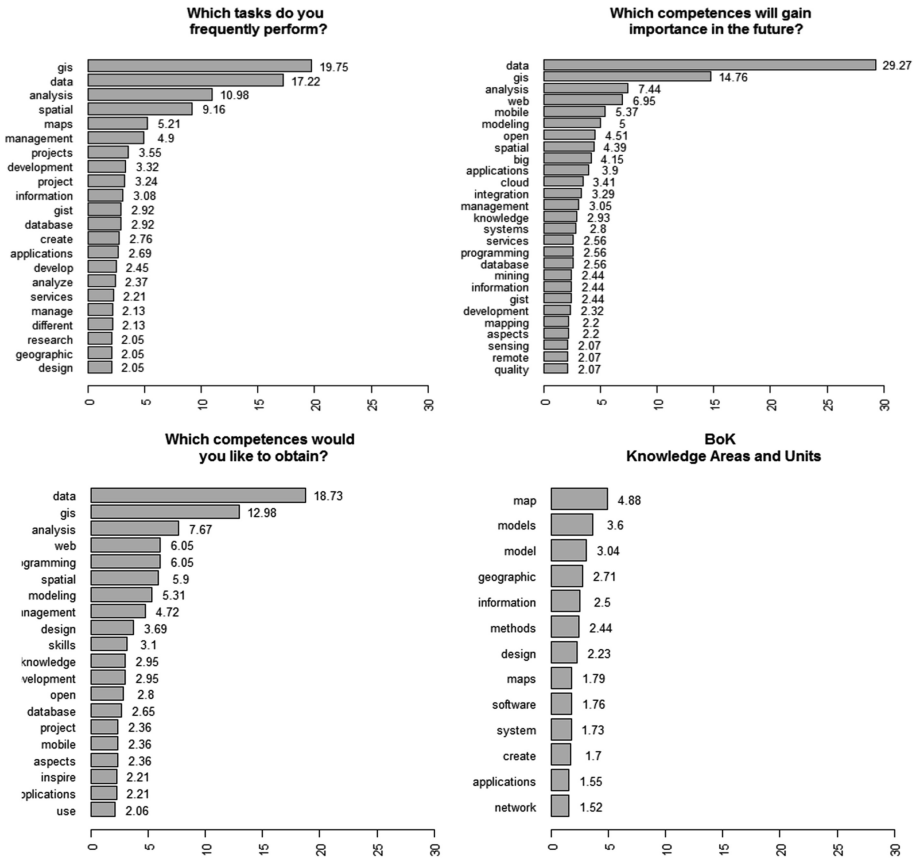 Which tasks do you
frequently perform?
gis 19.75
data 17.22
analysis 10.98
spatial 9.16
maps 5.21
management 4.9
projects 3.55
development 3.32
project 3.24
information 3.08
gist 2.92
database 2.92
create 2.76
applications 2.69
develop 2.45
analyze 2.37
services 2.21
manage 2.13
different 2.13
research 2.05
geographic 2.05
design 2.05
0 5 10 15 20 25 30
Which competences will gain
importance in the future?
data 29.27
gis 14.76
analysis 7.44
web 6.95
mobile 5.37
modeling 5
open 4.51
spatial 4.39
big 4.15
applications 3.9
cloud 3.41
integration 3.29
management 3.05
knowledge 2.93
systems 2.8
services 2.56
programming 2.56
database 2.56
mining 2.44
information 2.44
gist 2.44
development 2.32
mapping 2.2
aspects 2.2
sensing 2.07
remote 2.07
quality 2.07
0 5 10 15 20 25 30
Which competences would
you like to obtain?
data 18.73
gis 12.98
analysis 7.67
web 6.05
gramming 6.05
spatial 5.9
modeling 5.31
nagement 4.72
design 3.69
skills 3.1
knowledge 2.95
velopment 2.95
open 2.8
database 2.65
project 2.36
mobile 2.36
aspects 2.36
inspire 2.21
plications 2.21
use 2.06
0 5 10 15 20 25 30
BoK
Knowledge Areas and Units
map 4.88
models 3.6
model 3.04
geographic 2.71
information 2.5
methods 2.44
design 2.23
maps 1.79
software 1.76
system 1.73
create 1.7
applications 1.55
network 1.52
0 5 10 15 20 25 30